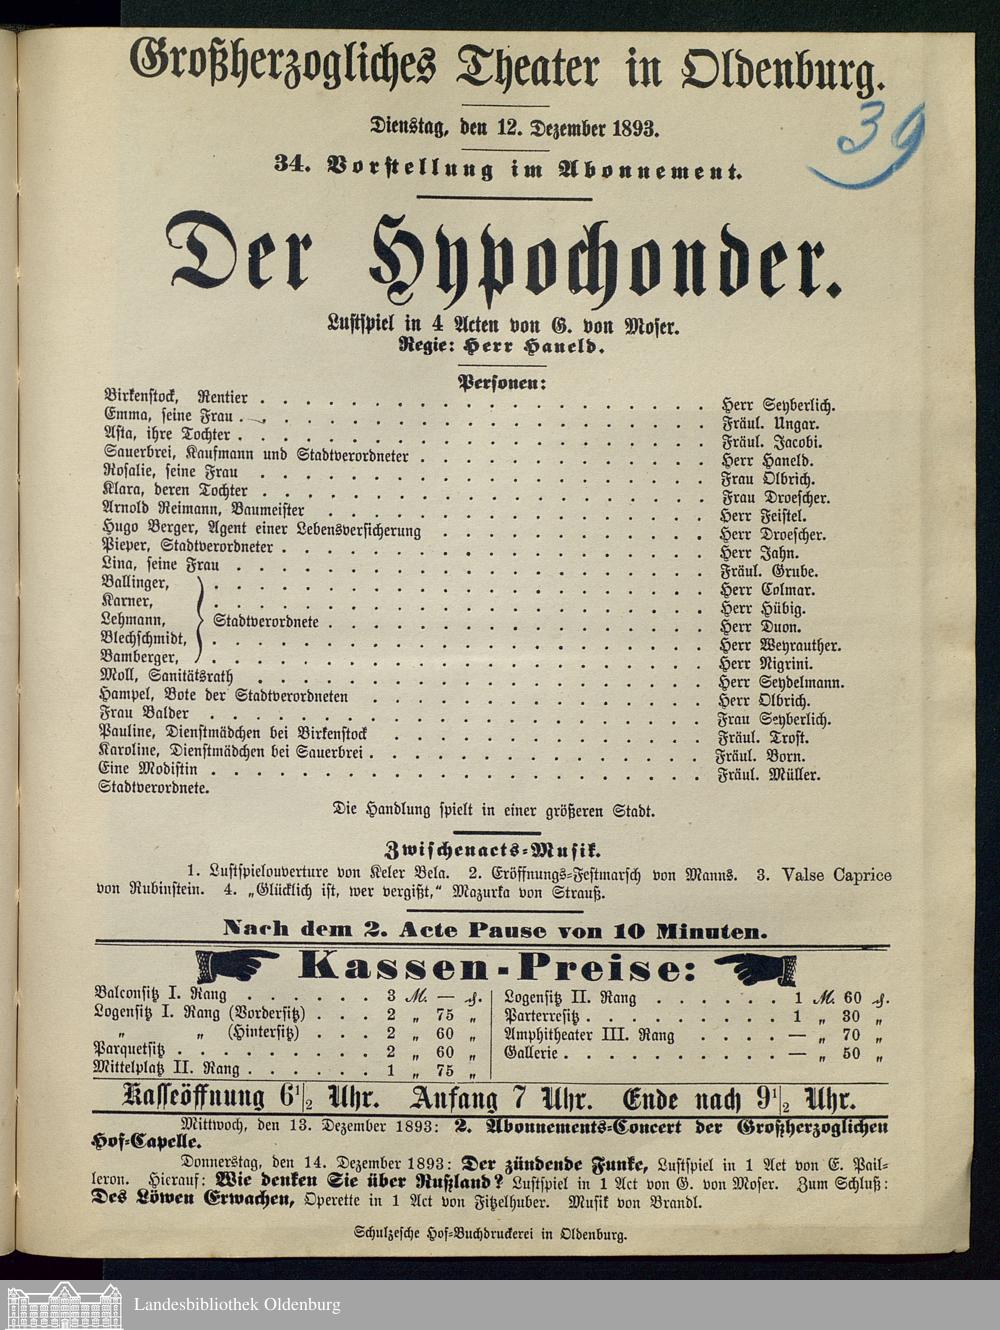 Großherzogliches Theater in Oldenburg.
39
Dienstag, den 12. Dezember 1893.
34. Vorstellung im Abonnement.
Der Hypochonder.
Lustspiel in 4 Acten von G. von Moser.
Regie: Herr Haneld.
Personen:
Birkenstock, Rentier . . . . . . . . . . Herr Seyberlich.
Emma, seine Frau . . . . . . . . . . Fräul. Ungar.
Asta, ihre Tochter . . . . . . . . . . Fräul. Jacobi.
Sauerbrei, Kaufmann und Stadtverordneter . . . . . . . . . . Herr Haneld.
Rosalie, seine Frau . . . . . . . . . . Frau Olbrich.
Klara, deren Tochter . . . . . . . . . . Frau Droescher.
Arnold Reimann, Baumeister . . . . . . . . . . Herr Feistel.
Hugo Berger, Agent einer Lebensversicherung . . . . . . . . . . Herr Droescher.
Pieper, Stadtverordneter . . . . . . . . . . Herr Jahn.
Lina, seine Frau . . . . . . . . . . Fräul. Grube.
Ballinger, . . . . . . . . . . Herr Colmar.
Karner, . . . . . . . . . . Herr Hübig.
Lehmann, Stadtverordnete . . . . . . . . . . Herr Duon.
Blechschmidt, . . . . . . . . . . Herr Weyrauther.
Bamberger, . . . . . . . . . . Herr Nigrini.
Moll, Sanitätsrath . . . . . . . . . . Herr Seydelmann.
Hampel, Bote der Stadtverordneten . . . . . . . . . . Herr Olbrich.
Frau Balder . . . . . . . . . . Frau Seyberlich.
Pauline, Dienstmädchen bei Birkenstock . . . . . . . . . . Fräul. Trost.
Karoline, Dienstmädchen bei Sauerbrei . . . . . . . . . . Fräul. Born.
Eine Modistin . . . . . . . . . . Fräul. Müller.
Stadtverordnete.
Die Handlung spielt in einer größeren Stadt.
Zwischenacts=Musik.
1. Lustspielouverture von Keler Bela. 2. Eröffnungs=Festmarsch von Manns. 3. Valse Caprice
von Rubinstein. 4. „Glücklich ist, wer vergißt,“ Mazurka von Strauß.
Nach dem 2. Acte Pause von 10 Minuten.
Kassen-Preise:
Balconsitz I. Rang . . . . . . 3 M. — ₰.
Logensitz I. Rang (Vordersitz) . . . 2 „ 75 „
„ „ (Hintersitz) . . . 2 „ 60 „
Parquetsitz . . . . . . . . . 2 „ 60 „
Mittelplatz II. Rang . . . . . . 1 „ 75 „
Logensitz II. Rang . . . . . . 1 M. 60 ₰.
Parterresitz . . . . . . . . . 1 „ 30 „
Amphitheater III. Rang . . . . — „ 70 „
Gallerie . . . . . . . . . . — „ 50 „
Kasseöffnung 6 1/2 Uhr. Anfang 7 Uhr. Ende nach 9 1/2 Uhr.
Mittwoch, den 13. Dezember 1893: 2. Abonnements=Concert der Großherzoglichen
Hof=Capelle.
Donnerstag, den 14. Dezember 1893: Der zündende Funke, Lustspiel in 1 Act von E. Pail=
leron. Hierauf: Wie denken Sie über Rußland? Lustspiel in 1 Act von G. von Moser. Zum Schluß:
Des Löwen Erwachen, Operette in 1 Act von Fitzelhuber. Musik von Brandl.
Schulzesche Hof=Buchdruckerei in Oldenburg.
Landesbibliothek Oldenburg